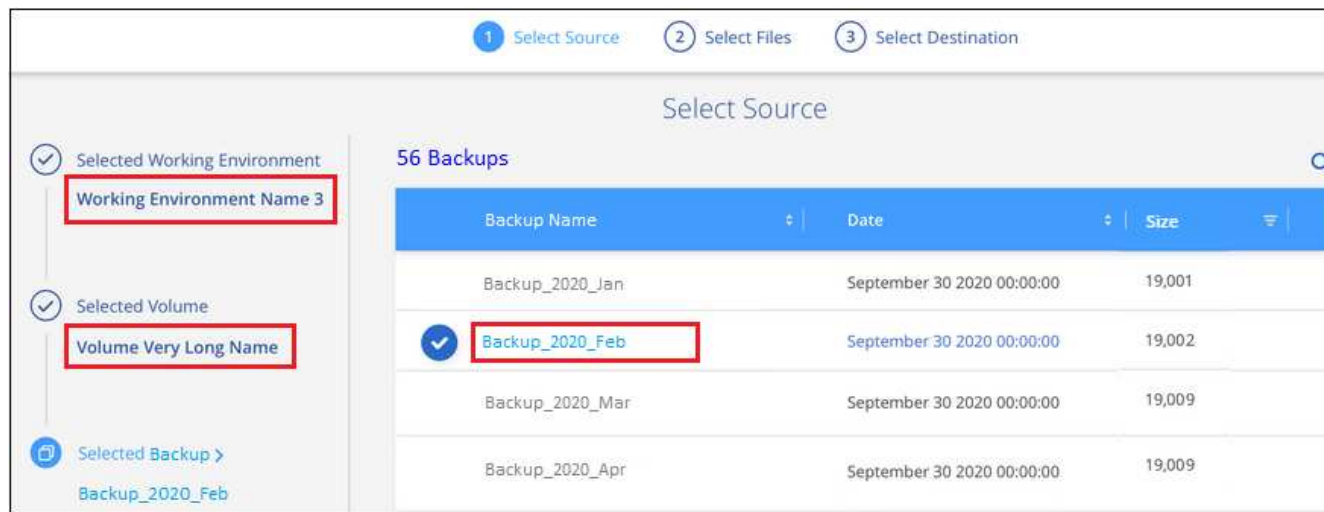 1 Select Source 2 Select Files 3 Select Destination
Select Source
Selected Working Environment
Working Environment Name 3
Selected Volume
Volume Very Long Name
Selected Backup >
Backup_2020_Feb
56 Backups
Backup Name Date Size
Backup_2020_Jan September 30 2020 00:00:00 19,001
Backup_2020_Feb September 30 2020 00:00:00 19,002
Backup_2020_Mar September 30 2020 00:00:00 19,009
Backup_2020_Apr September 30 2020 00:00:00 19,009